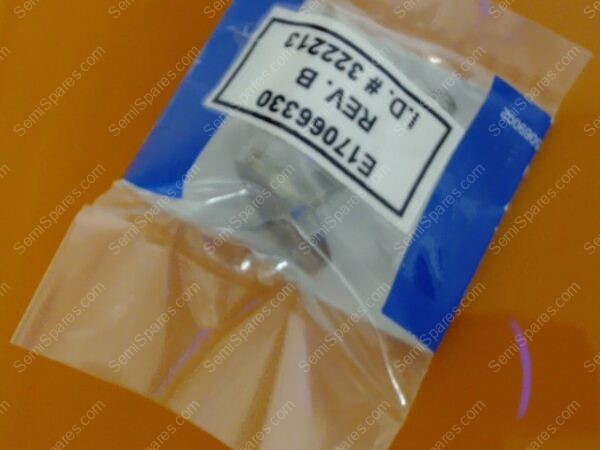 E17066330
REV. B
I.D. # 322213
SemiSpares.com